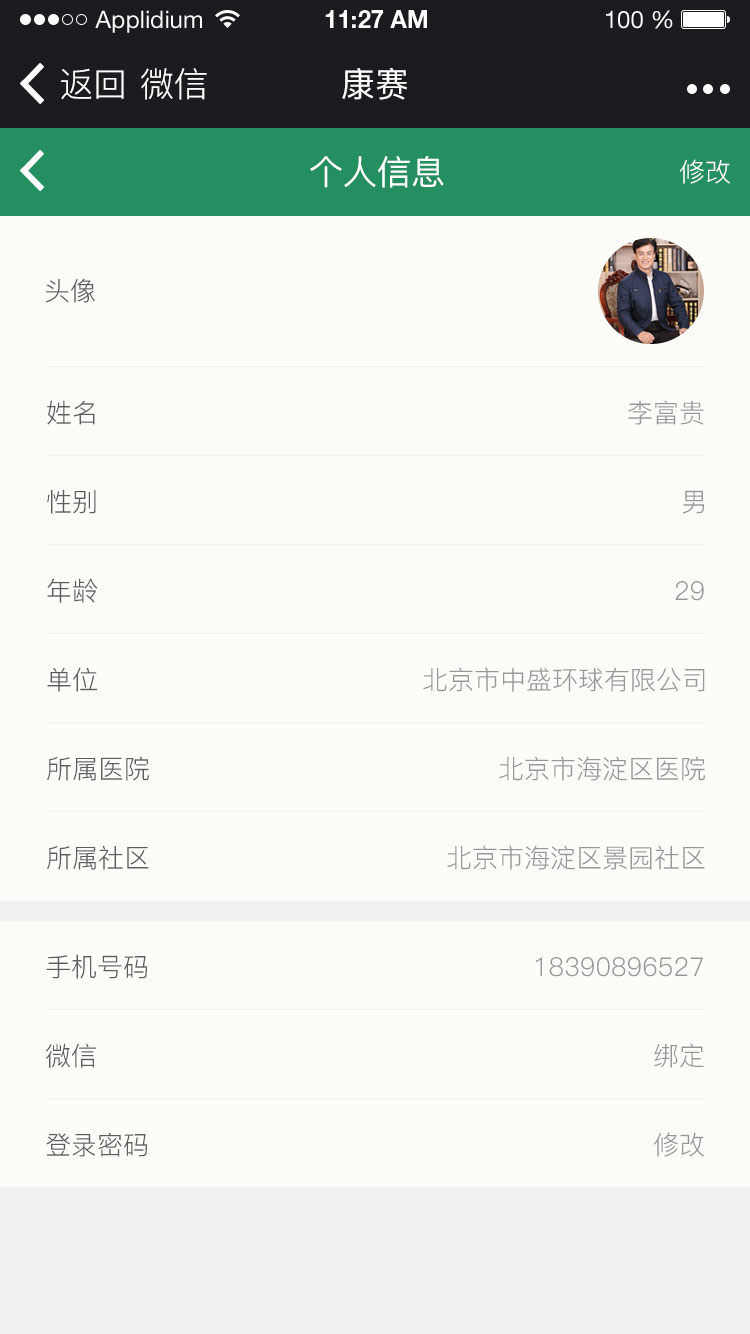 Applidium 11:27 AM 100 %
返回 微信 康赛
个人信息 修改
头像
姓名 李富贵
性别 男
年龄 29
单位 北京市中盛环球有限公司
所属医院 北京市海淀区医院
所属社区 北京市海淀区景园社区
手机号码 18390896527
微信 绑定
登录密码 修改